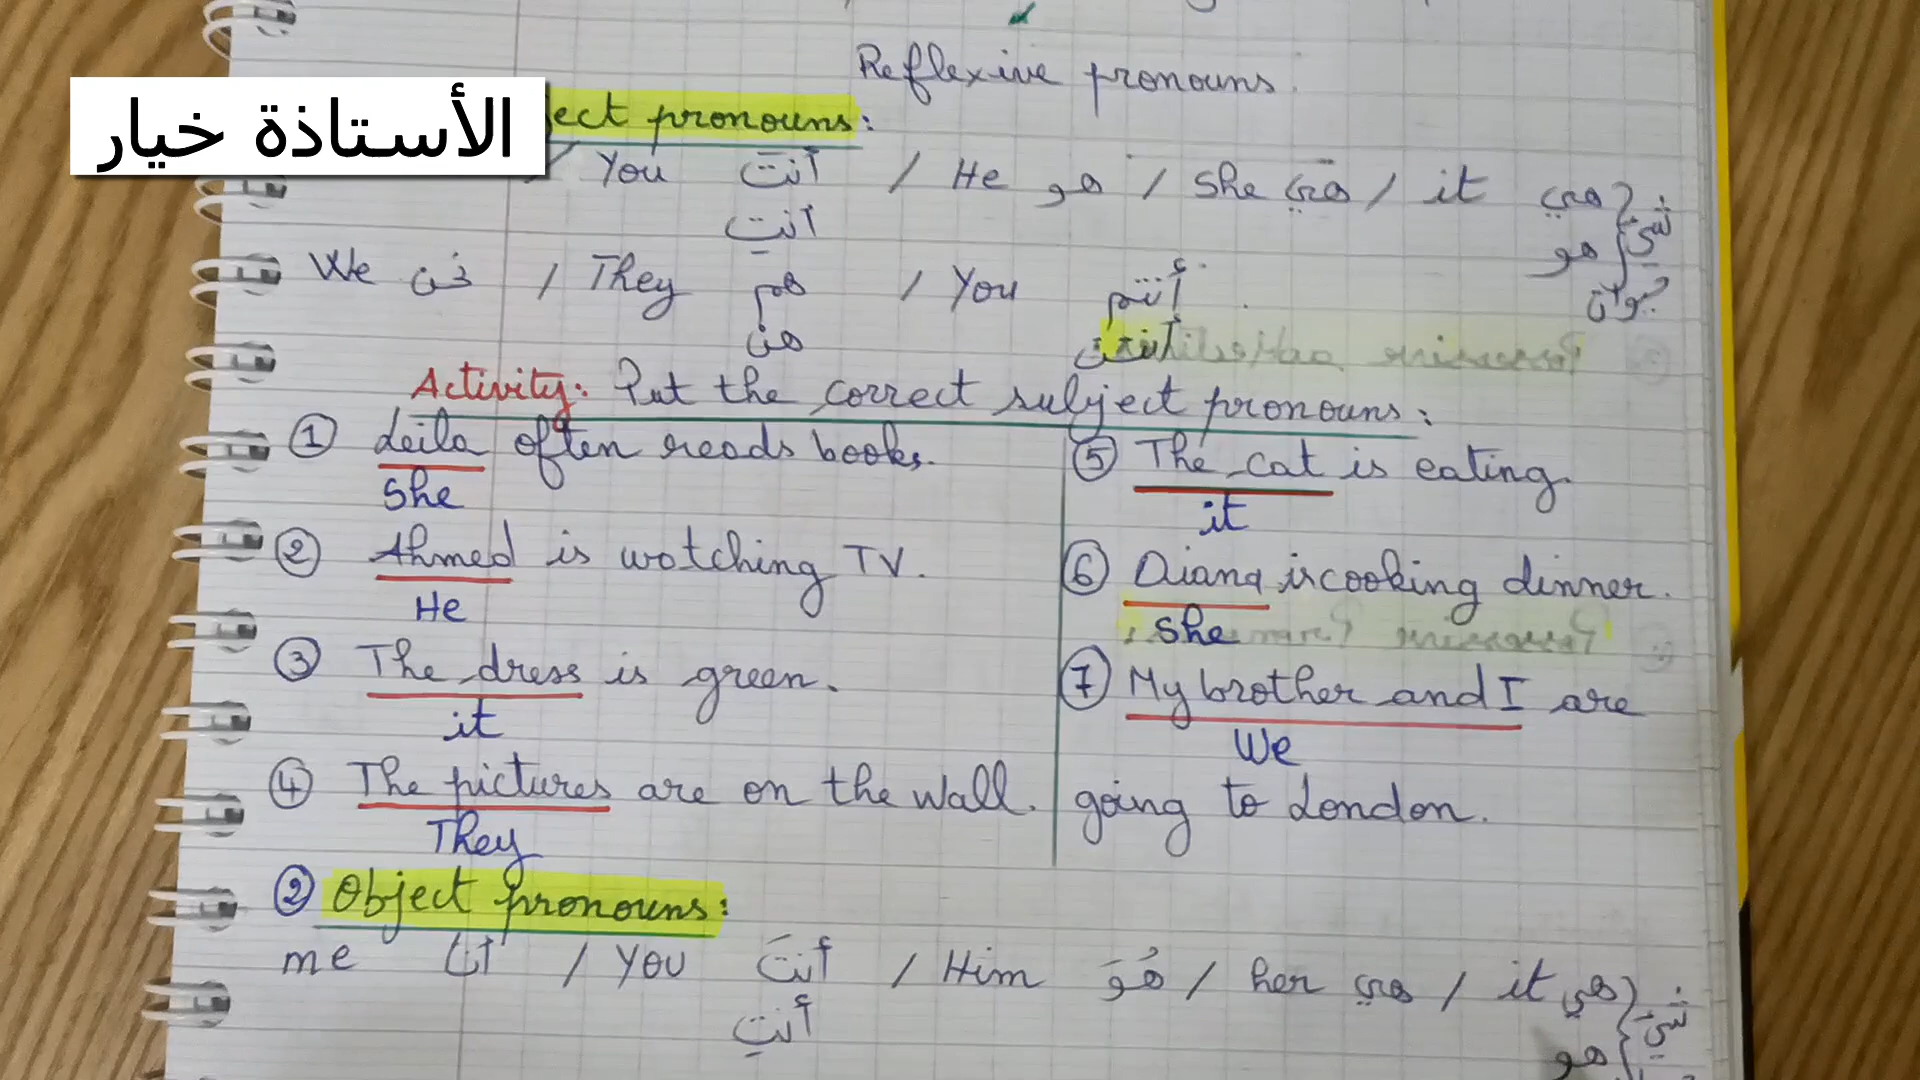 Reflexive pronouns.
الأستاذة خيار
ject pronouns:
/ You أنتَ / He هو / She هي / it هي } شيء
أنتِ هو } حيوان
We نحن / They هم / You أنتم
هن أنتن
Activity: Put the correct subject pronouns:
① Leila often reads books.
She
② Ahmed is watching TV.
He
③ The dress is green.
it
④ The pictures are on the wall.
They
⑤ The cat is eating.
it
⑥ Diana is cooking dinner.
She
⑦ My brother and I are
We
going to London.
② Object pronouns:
me أنا / you أنتَ / Him هُوَ / her هي / it هي } شيء
أنتِ هو